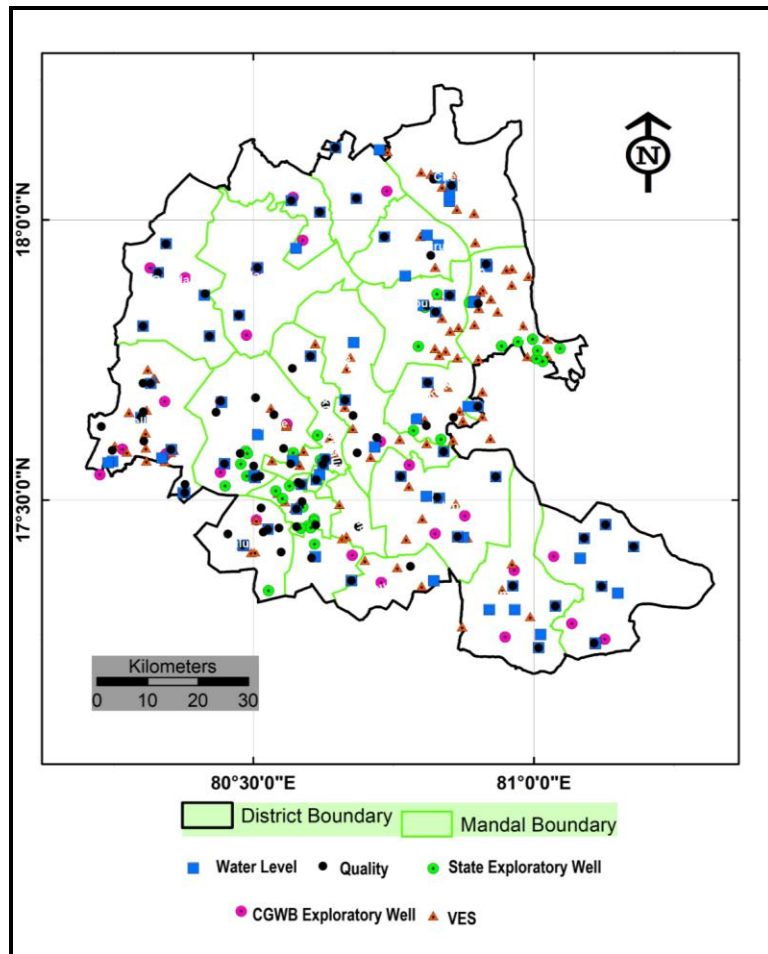 N
18°0'0"N
17°30'0"N
Kilometers
0 10 20 30
80°30'0"E 81°0'0"E
District Boundary Mandal Boundary
Water Level Quality State Exploratory Well
CGWB Exploratory Well VES